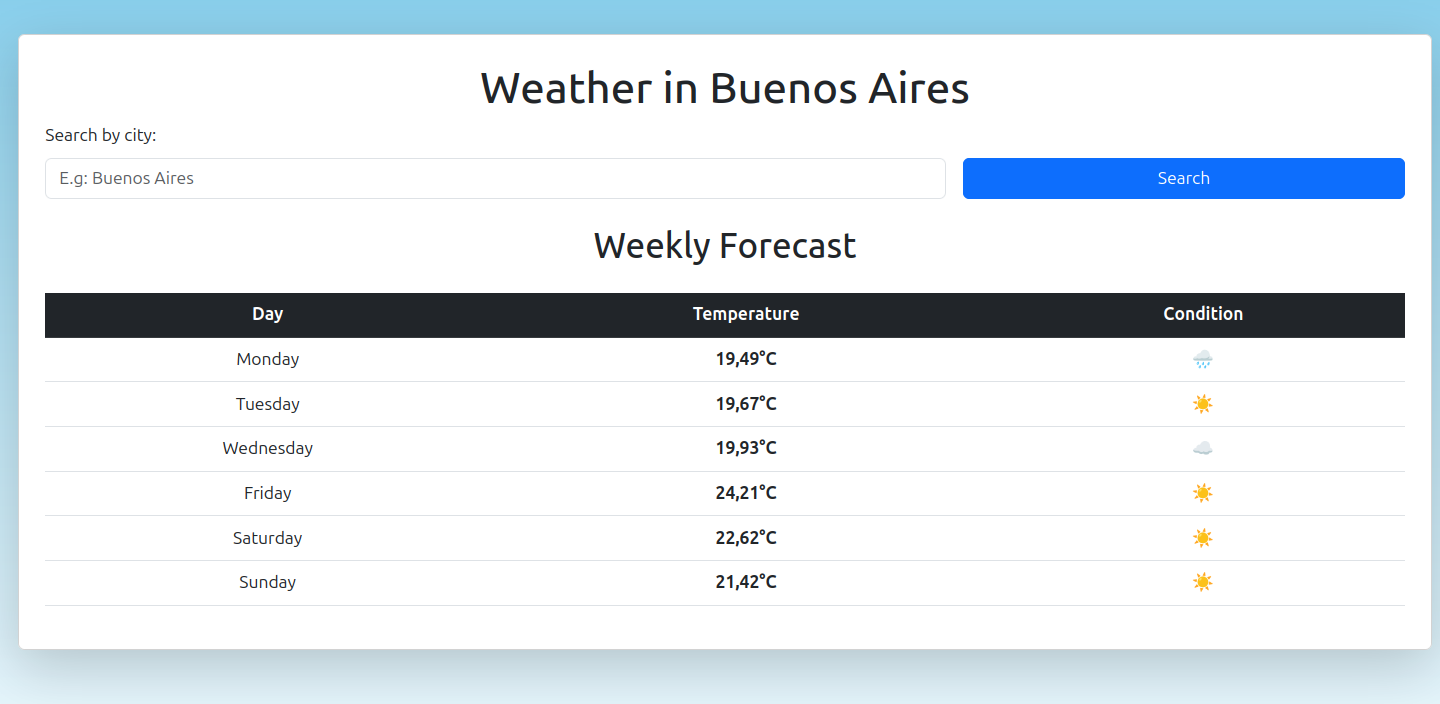 Weather in Buenos Aires
Search by city:
E.g: Buenos Aires Search
Weekly Forecast
Day Temperature Condition
Monday 19,49°C
Tuesday 19,67°C
Wednesday 19,93°C
Friday 24,21°C
Saturday 22,62°C
Sunday 21,42°C